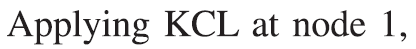 Applying KCL at node 1,